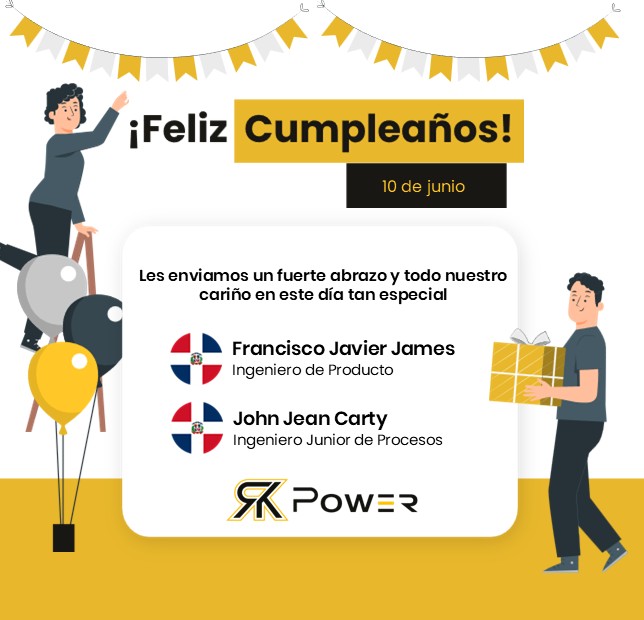 ¡Feliz Cumpleaños!
10 de junio
Les enviamos un fuerte abrazo y todo nuestro
cariño en este día tan especial
Francisco Javier James
Ingeniero de Producto
John Jean Carty
Ingeniero Junior de Procesos
RK POWER